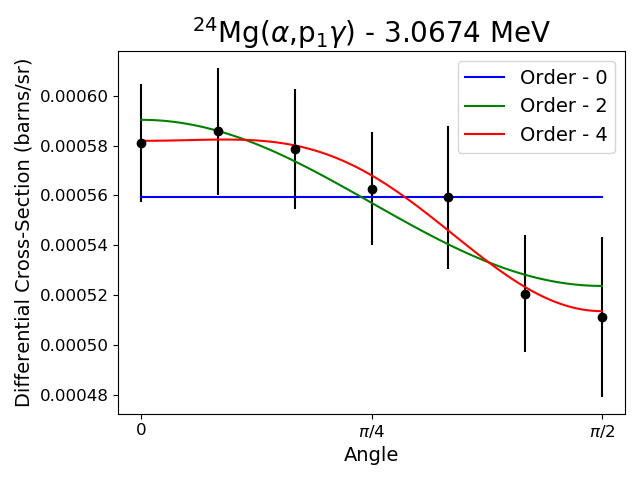 ²⁴Mg(α,p₁γ) - 3.0674 MeV
Differential Cross-Section (barns/sr)
0.00060
0.00058
0.00056
0.00054
0.00052
0.00050
0.00048
Order - 0
Order - 2
Order - 4
0
π/4
π/2
Angle